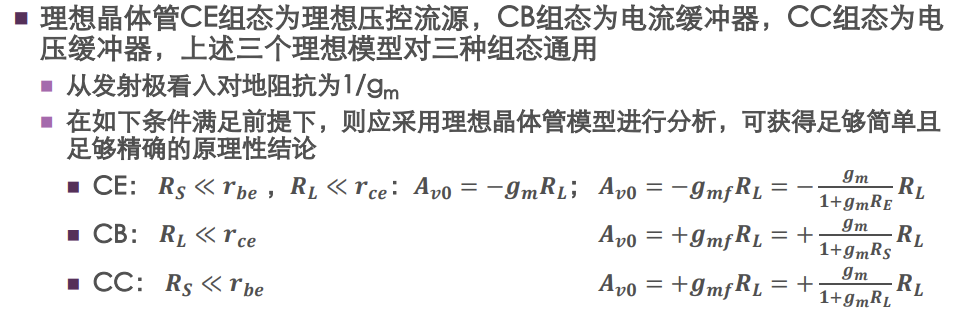 ■ 理想晶体管CE组态为理想压控流源，CB组态为电流缓冲器，CC组态为电
压缓冲器，上述三个理想模型对三种组态通用
■ 从发射极看入对地阻抗为1/gₘ
■ 在如下条件满足前提下，则应采用理想晶体管模型进行分析，可获得足够简单且
足够精确的原理性结论
■ CE： $R_S \ll r_{be}$ ，$R_L \ll r_{ce}$：$A_{v0} = -g_m R_L$； $A_{v0} = -g_{mf} R_L = -\frac{g_m}{1+g_m R_E} R_L$
■ CB： $R_L \ll r_{ce}$ $A_{v0} = +g_{mf} R_L = +\frac{g_m}{1+g_m R_S} R_L$
■ CC： $R_S \ll r_{be}$ $A_{v0} = +g_{mf} R_L = +\frac{g_m}{1+g_m R_L} R_L$